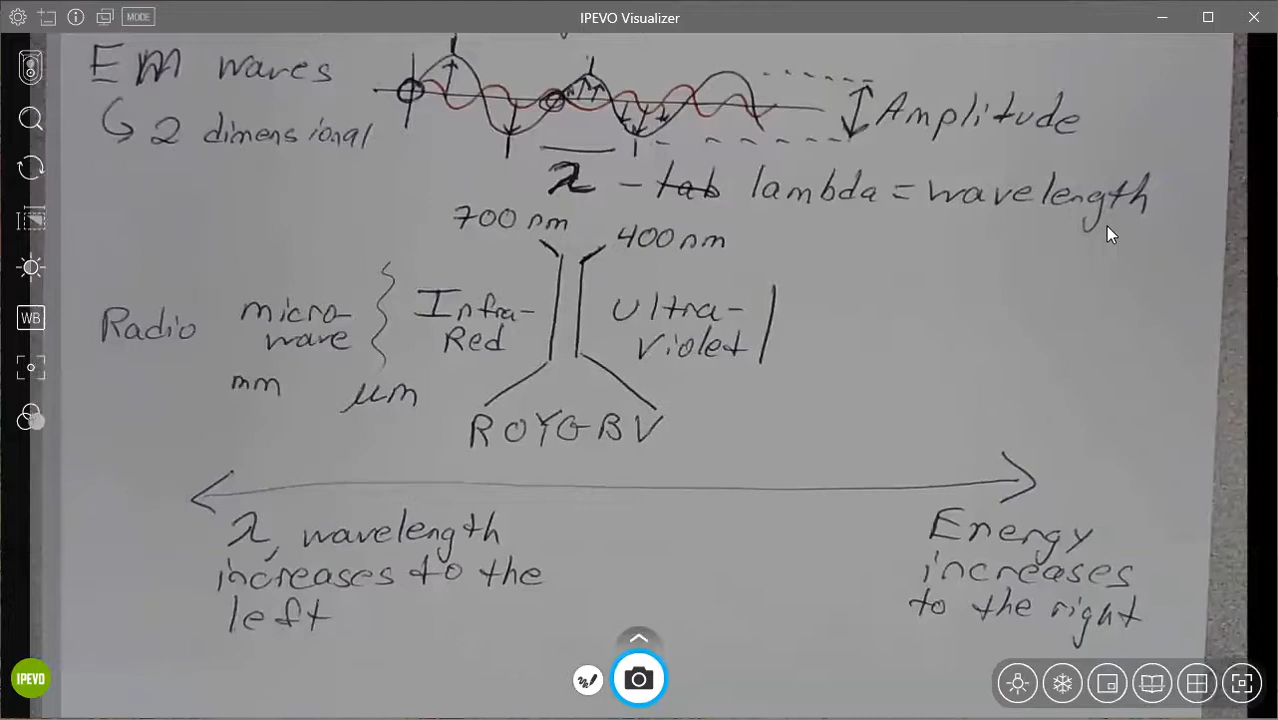 IPEVO Visualizer
MODE
EM waves
2 dimensional
Amplitude
λ - tab lambda = wavelength
700 nm
400 nm
Radio
micro-
wave
Infra-
Red
Ultra-
Violet
mm
μm
ROYGBV
λ, wavelength
increases to the
left
Energy
increases
to the right
WB
IPEVO